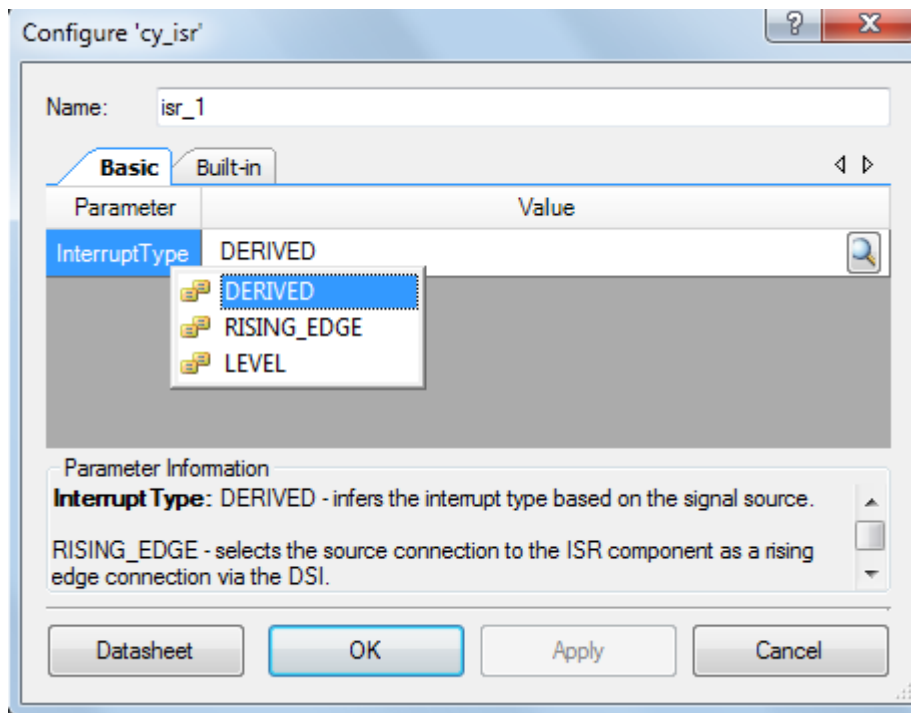 Configure 'cy_isr'
Name: isr_1
Basic Built-in
Parameter Value
InterruptType DERIVED
DERIVED
RISING_EDGE
LEVEL
Parameter Information
Interrupt Type: DERIVED - infers the interrupt type based on the signal source.
RISING_EDGE - selects the source connection to the ISR component as a rising
edge connection via the DSI.
Datasheet OK Apply Cancel